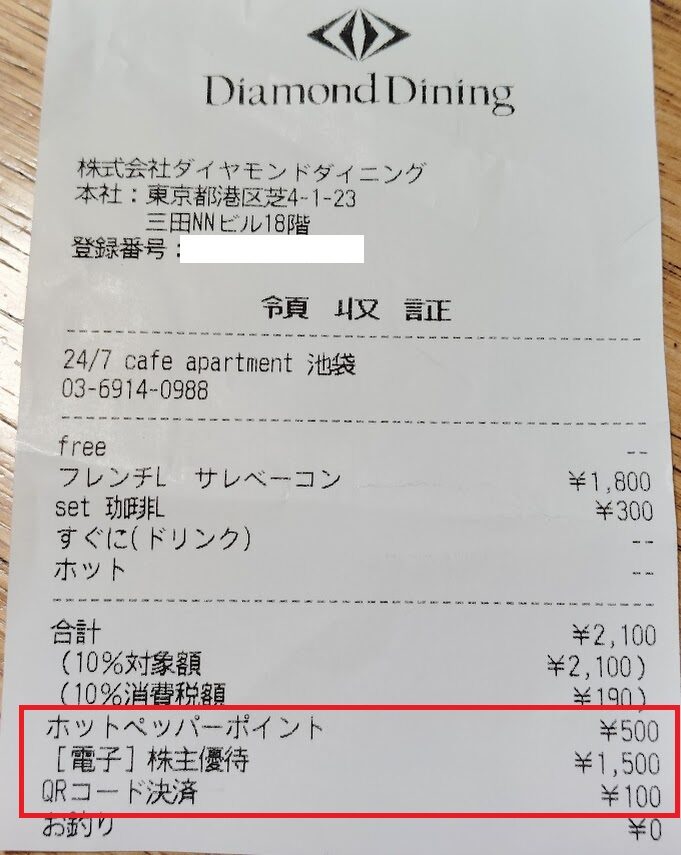 Diamond Dining
株式会社ダイヤモンドダイニング
本社：東京都港区芝4-1-23
三田NNビル18階
登録番号：
領収証
24/7 cafe apartment 池袋
03-6914-0988
free --
フレンチL サレベーコン ¥1,800
set 珈琲L ¥300
すぐに(ドリンク) --
ホット --
合計 ¥2,100
(10%対象額 ¥2,100)
(10%消費税額 ¥190)
ホットペッパーポイント ¥500
[電子]株主優待 ¥1,500
QRコード決済 ¥100
お釣り ¥0